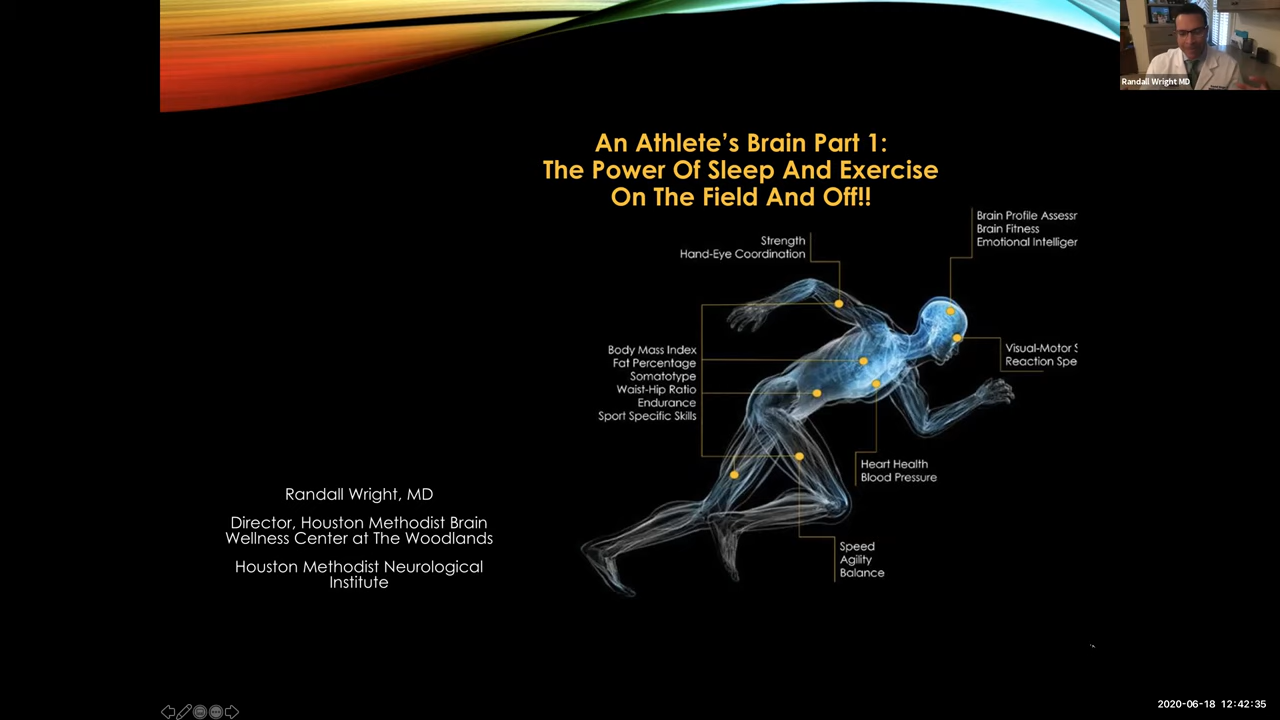 Randall Wright MD
An Athlete's Brain Part 1:
The Power Of Sleep And Exercise
On The Field And Off!!
Brain Profile Assessr
Brain Fitness
Emotional Intelliger
Strength
Hand-Eye Coordination
Body Mass Index
Fat Percentage
Somatotype
Waist-Hip Ratio
Endurance
Sport Specific Skills
Visual-Motor S
Reaction Spe
Heart Health
Blood Pressure
Speed
Agility
Balance
Randall Wright, MD
Director, Houston Methodist Brain
Wellness Center at The Woodlands
Houston Methodist Neurological
Institute
2020-06-18 12:42:35